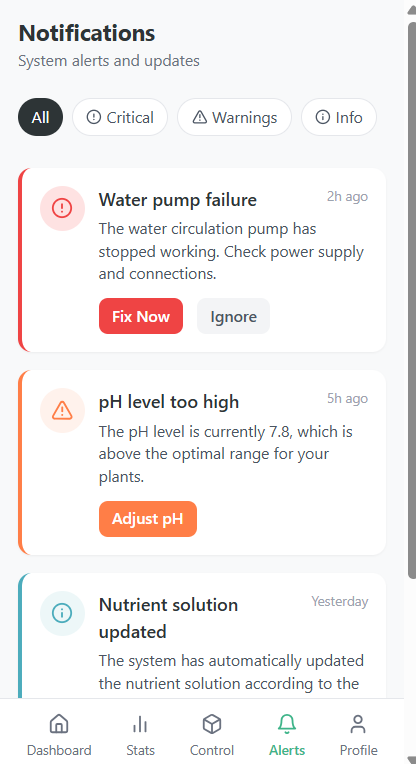 Notifications
System alerts and updates
All
Critical
Warnings
Info
Water pump failure
2h ago
The water circulation pump has
stopped working. Check power supply
and connections.
Fix Now
Ignore
pH level too high
5h ago
The pH level is currently 7.8, which is
above the optimal range for your
plants.
Adjust pH
Nutrient solution
updated
Yesterday
The system has automatically updated
the nutrient solution according to the
Dashboard
Stats
Control
Alerts
Profile